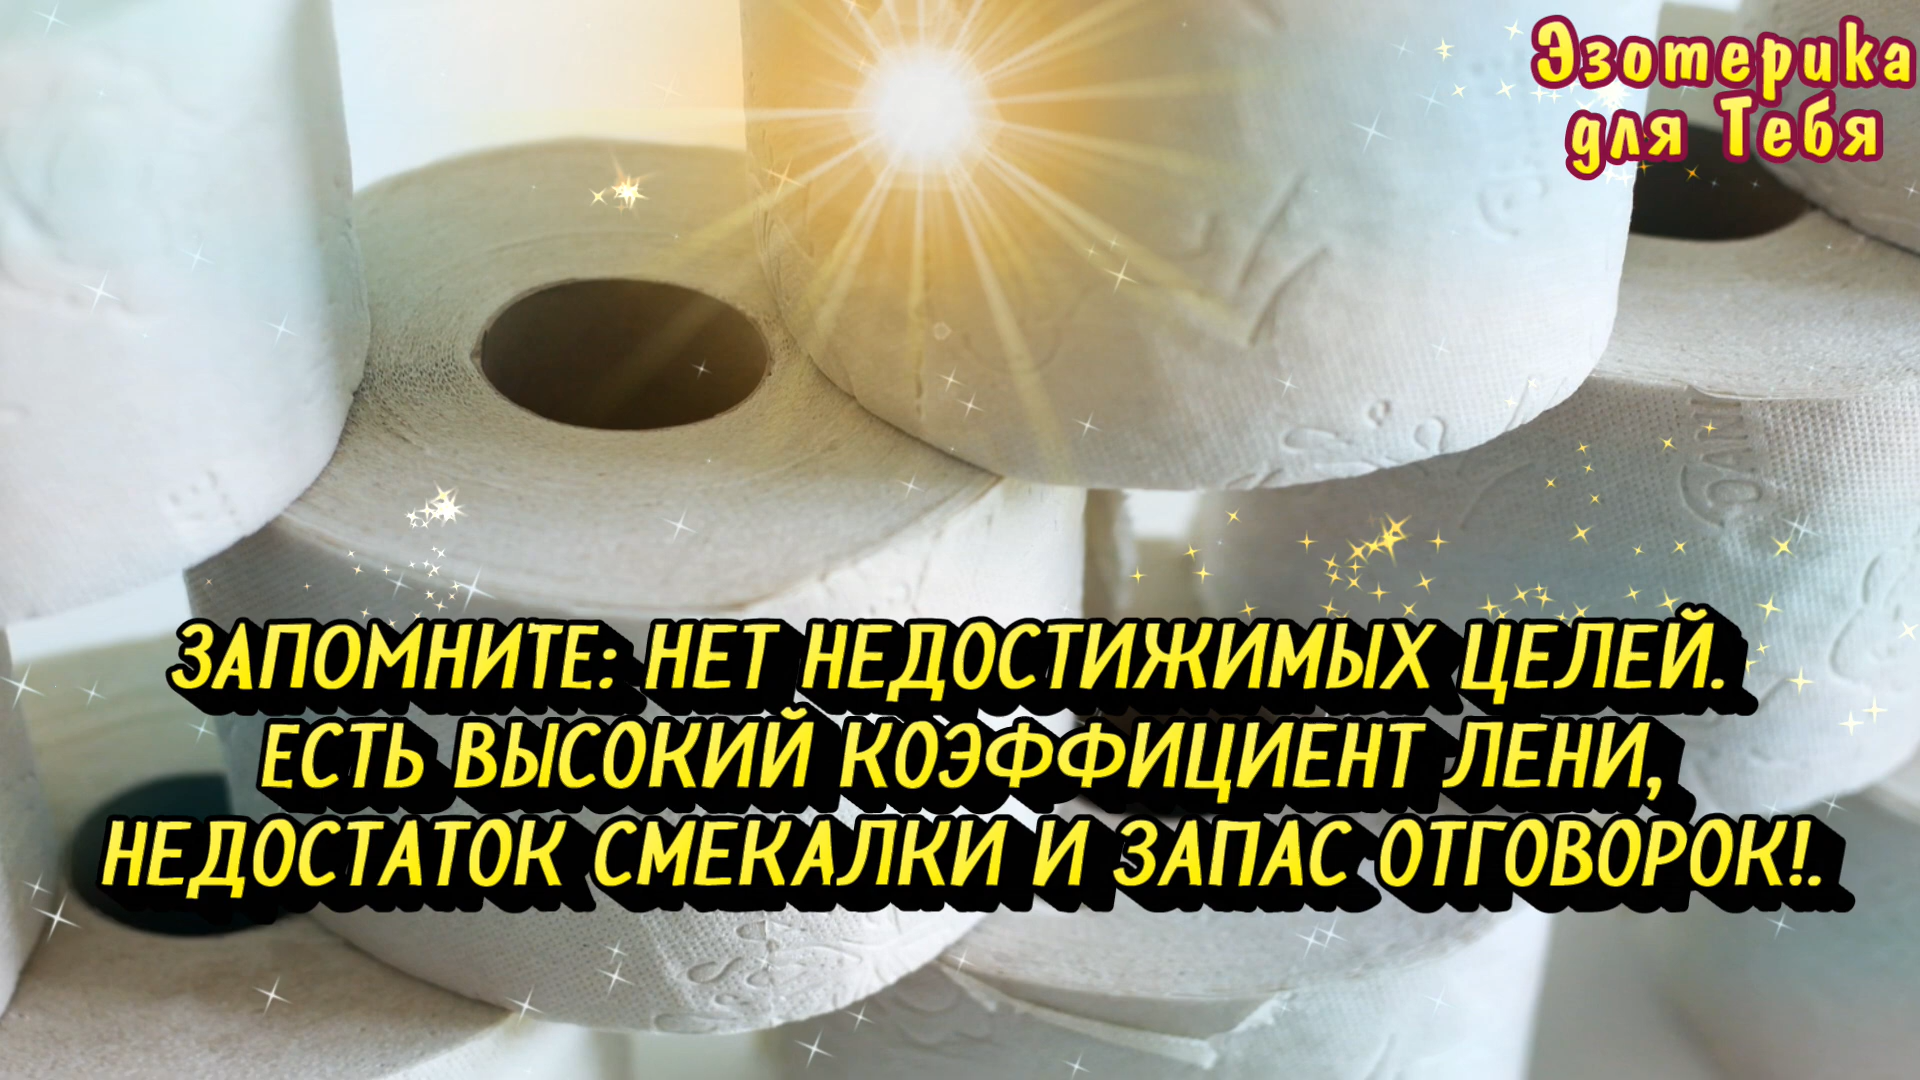 Эзотерика
для Тебя
ЗАПОМНИТЕ: НЕТ НЕДОСТИЖИМЫХ ЦЕЛЕЙ.
ЕСТЬ ВЫСОКИЙ КОЭФФИЦИЕНТ ЛЕНИ,
НЕДОСТАТОК СМЕКАЛКИ И ЗАПАС ОТГОВОРОК!.